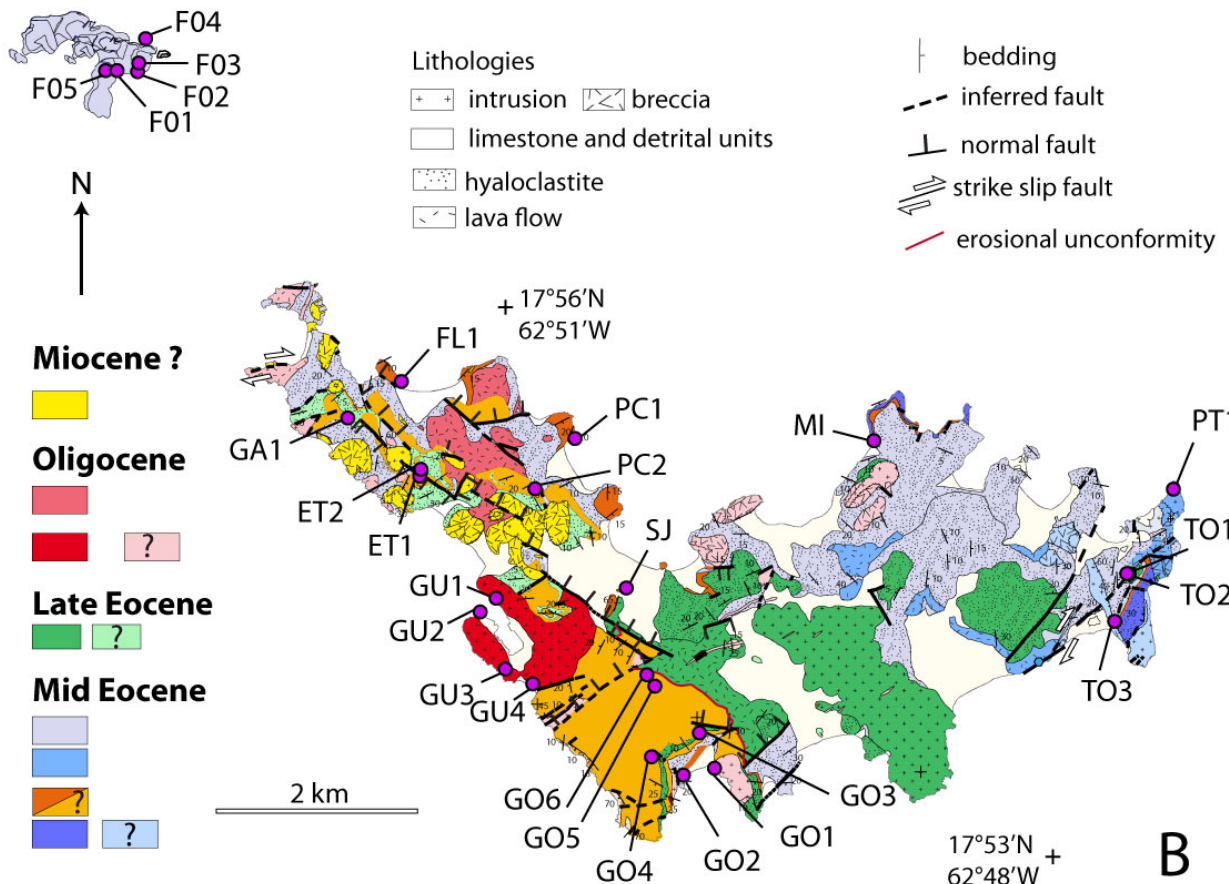 F04
F03
F05
F02
F01
Lithologies
intrusion
breccia
limestone and detrital units
hyaloclastite
lava flow
bedding
inferred fault
normal fault
strike slip fault
erosional unconformity
N
17°56'N
62°51'W
Miocene ?
Oligocene
?
Late Eocene
?
Mid Eocene
?
?
FL1
PC1
GA1
PC2
ET2
ET1
SJ
MI
PT1
TO1
TO2
TO3
GU1
GU2
GU3
GU4
2 km
GO6
GO5
GO4
GO2
GO1
GO3
17°53'N
62°48'W
B